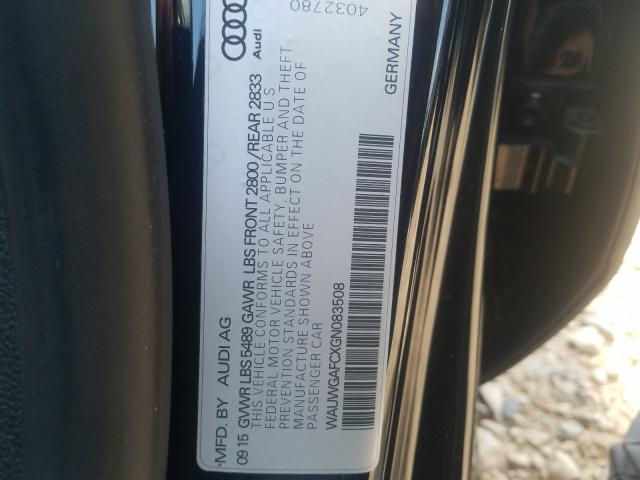 *MFD. BY AUDI AG
Audi
09 15 GVWR LBS 5489 GAWR LBS FRONT 2800 /REAR 2833
THIS VEHICLE CONFORMS TO ALL APPLICABLE U S
FEDERAL MOTOR VEHICLE SAFETY, BUMPER AND THEFT
PREVENTION STANDARDS IN EFFECT ON THE DATE OF
MANUFACTURE SHOWN ABOVE
PASSENGER CAR
WAUWGAFCXGN083508
4032780
GERMANY